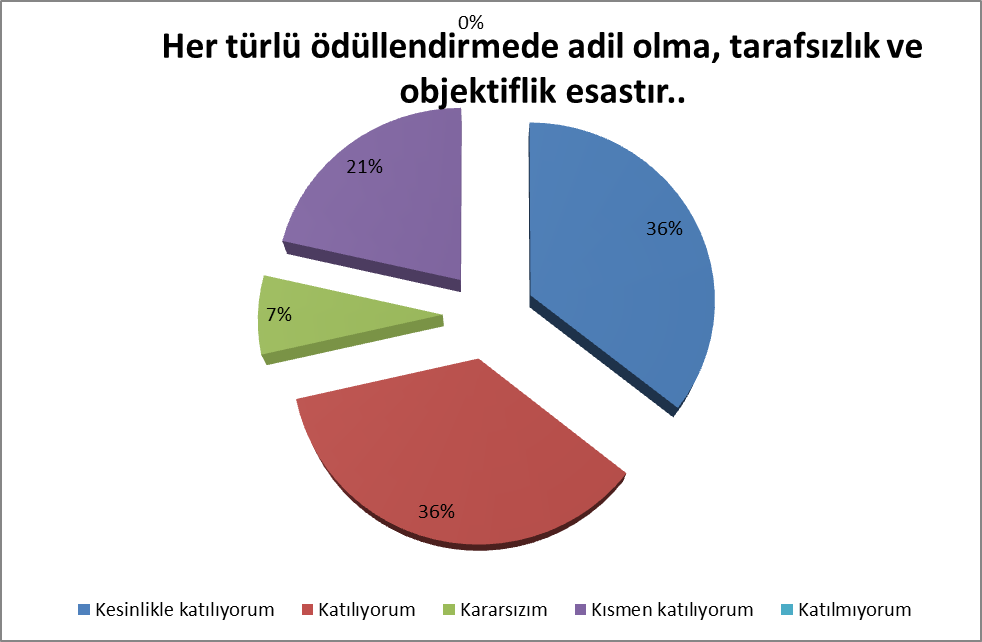 0%
Her türlü ödüllendirmede adil olma, tarafsızlık ve
objektiflik esastır..
21%
36%
7%
36%
Kesinlikle katılıyorum Katılıyorum Kararsızım Kısmen katılıyorum Katılmıyorum